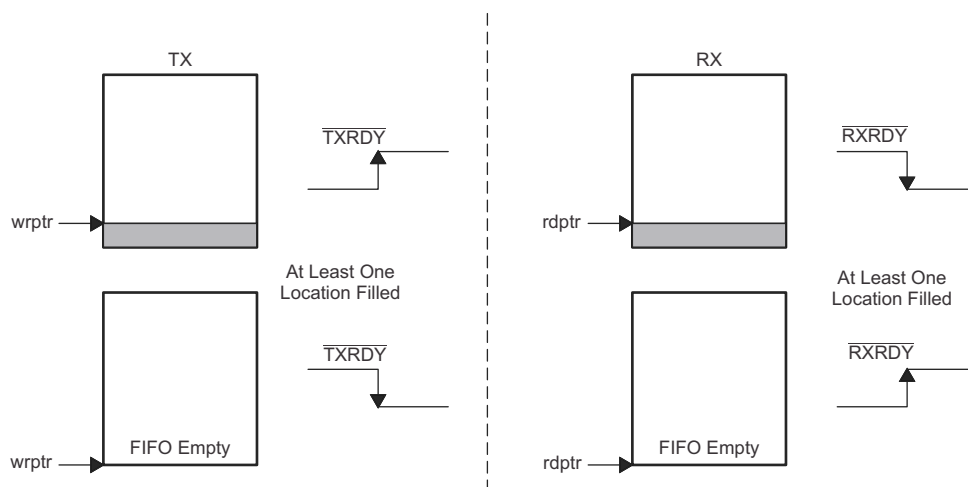 TX
TXRDY
wrptr
At Least One
Location Filled
TXRDY
FIFO Empty
wrptr
RX
RXRDY
rdptr
At Least One
Location Filled
RXRDY
FIFO Empty
rdptr